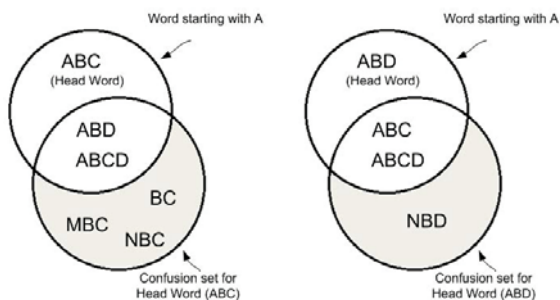 Word starting with A
ABC
(Head Word)
ABD
ABCD
BC
MBC
NBC
Confusion set for
Head Word (ABC)
Word starting with A
ABD
(Head Word)
ABC
ABCD
NBD
Confusion set for
Head Word (ABD)